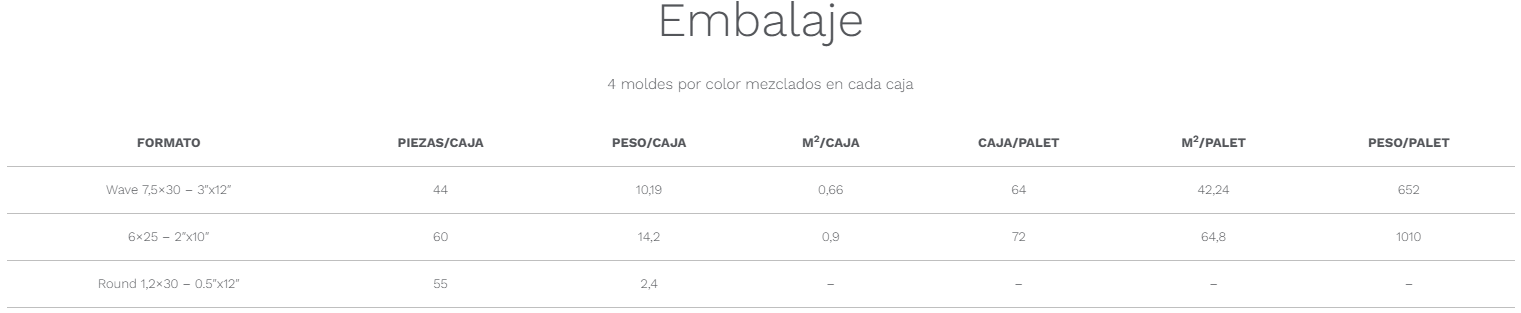 Embalaje
4 moldes por color mezclados en cada caja
FORMATO PIEZAS/CAJA PESO/CAJA M²/CAJA CAJA/PALET M²/PALET PESO/PALET
Wave 7,5×30 – 3″x12″ 44 10,19 0,66 64 42,24 652
6×25 – 2″x10″ 60 14,2 0,9 72 64,8 1010
Round 1,2×30 – 0.5″x12″ 55 2,4 – – – –